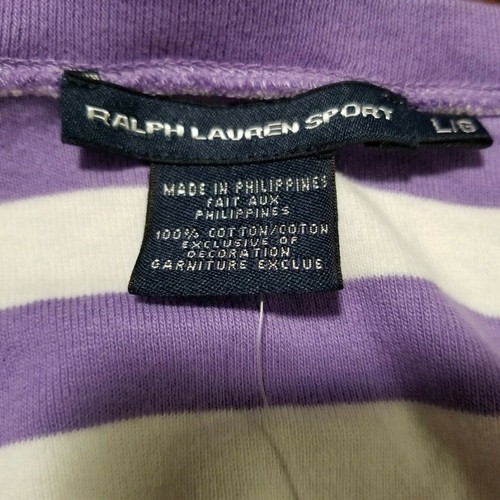 RALPH LAUREN SPORT
L/G
MADE IN PHILIPPINES
FAIT AUX
PHILIPPINES
100% COTTON/COTON
EXCLUSIVE OF
DECORATION
GARNITURE EXCLUE